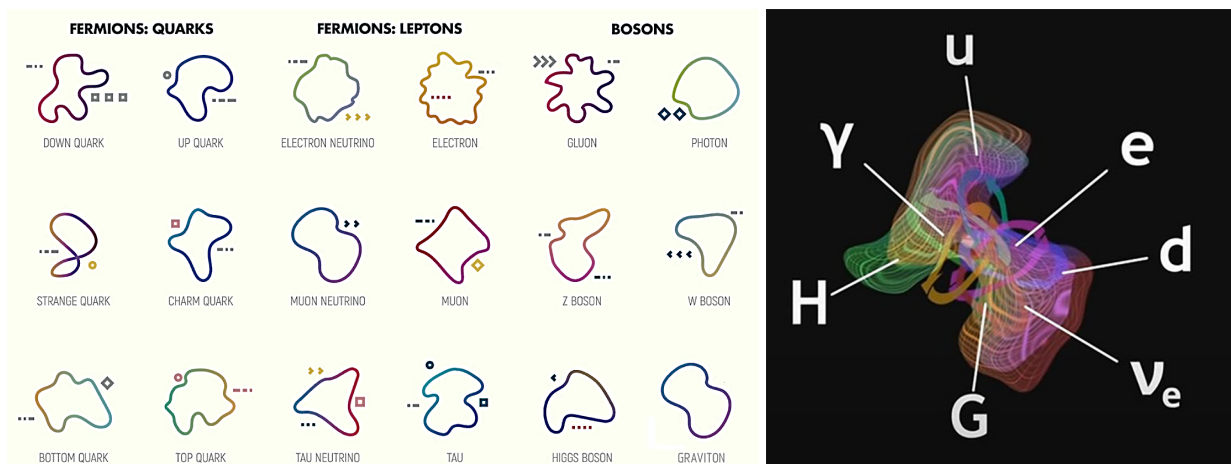 FERMIONS: QUARKS
FERMIONS: LEPTONS
BOSONS
DOWN QUARK
UP QUARK
ELECTRON NEUTRINO
ELECTRON
GLUON
PHOTON
STRANGE QUARK
CHARM QUARK
MUON NEUTRINO
MUON
Z BOSON
W BOSON
BOTTOM QUARK
TOP QUARK
TAU NEUTRINO
TAU
HIGGS BOSON
GRAVITON
u
γ
e
d
H
νe
G